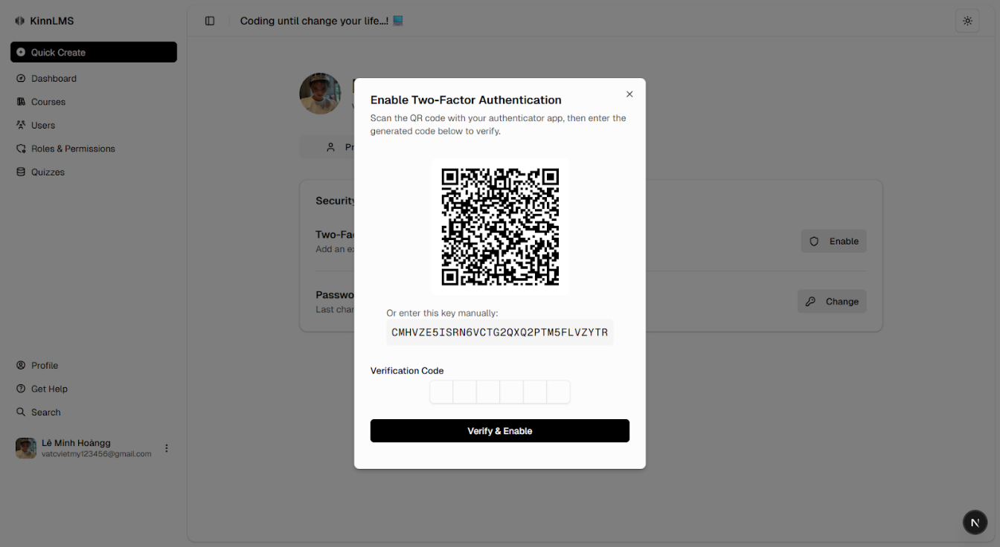 KinnLMS
Quick Create
Dashboard
Courses
Users
Roles & Permissions
Quizzes
Profile
Get Help
Search
Lê Minh Hoàngg
vatcvietmy123456@gmail.com
Coding until change your life...! 💻
Security
Two-Fa
Add an e
Enable
Passwo
Last char
Change
Enable Two-Factor Authentication
Scan the QR code with your authenticator app, then enter the
generated code below to verify.
Or enter this key manually:
CMHVZE5ISRN6VCTG2QXQ2PTM5FLVZYTR
Verification Code
Verify & Enable
N